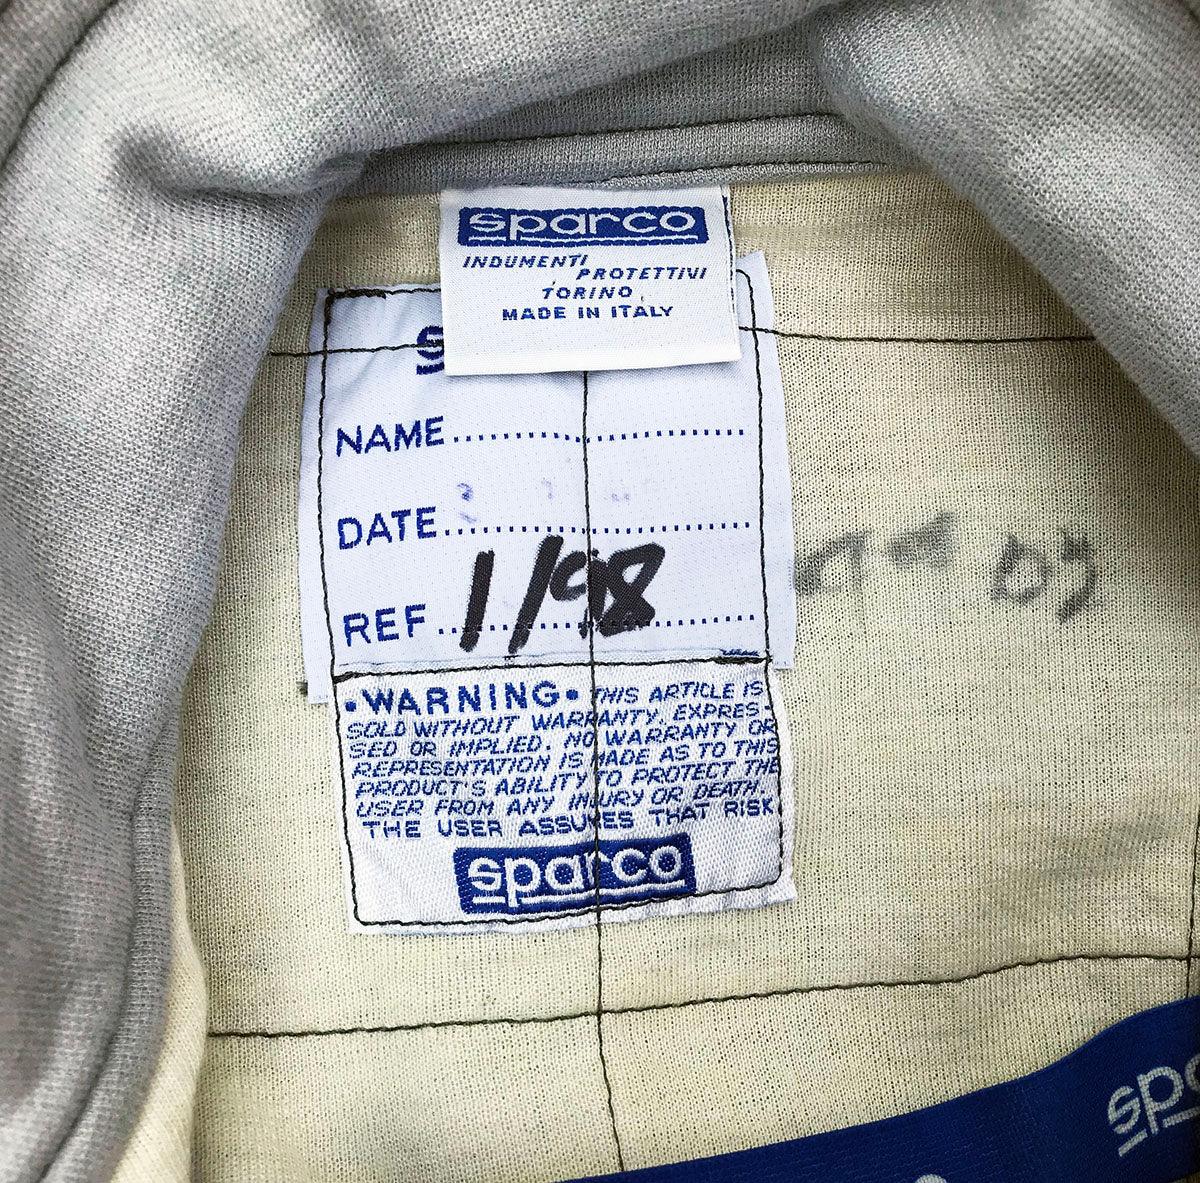 sparco
INDUMENTI
PROTETTIVI
TORINO
MADE IN ITALY
S
NAME
DATE
REF 1/98
•WARNING• THIS ARTICLE IS
SOLD WITHOUT WARRANTY. EXPRES-
SED OR IMPLIED. NO WARRANTY OR
REPRESENTATION IS MADE AS TO THIS
PRODUCT'S ABILITY TO PROTECT THE
USER FROM ANY INJURY OR DEATH.
THE USER ASSUMES THAT RISK
sparco
spa